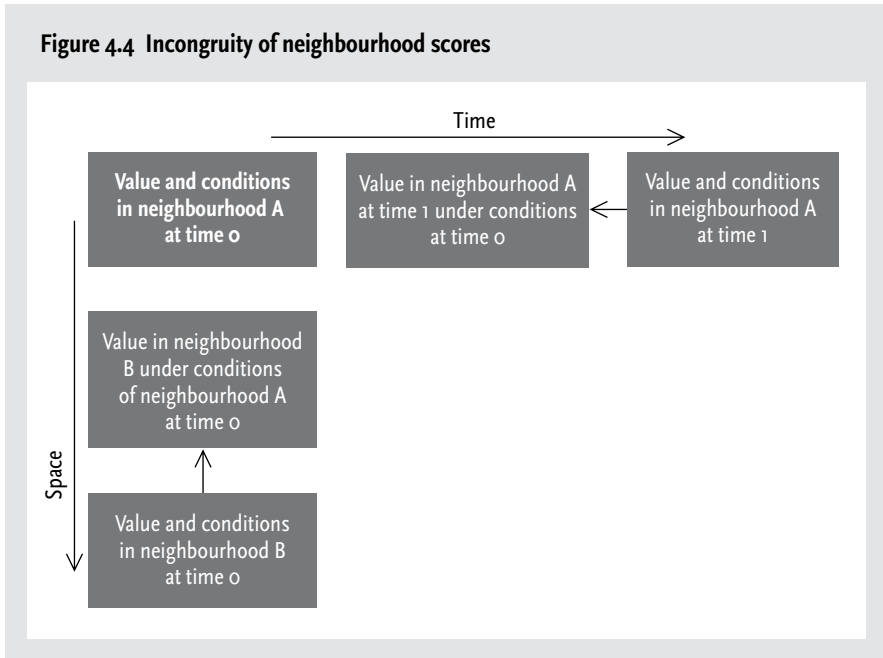 Figure 4.4 Incongruity of neighbourhood scores
Time
Value and conditions
in neighbourhood A
at time 0
Value in neighbourhood A
at time 1 under conditions
at time 0
Value and conditions
in neighbourhood A
at time 1
Value in neighbourhood
B under conditions
of neighbourhood A
at time 0
Space
Value and conditions
in neighbourhood B
at time 0